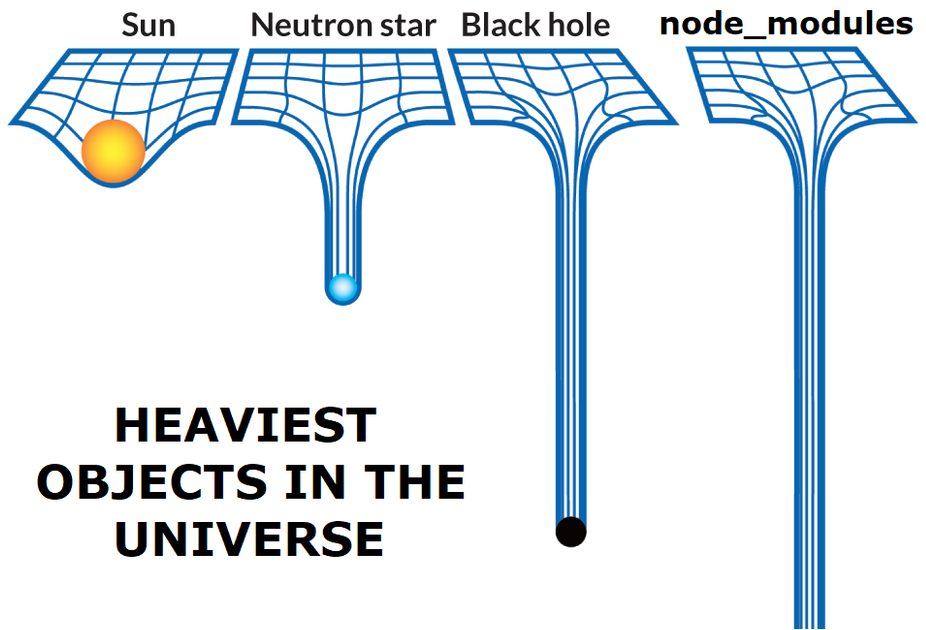 Sun
Neutron star
Black hole
node_modules
HEAVIEST
OBJECTS IN THE
UNIVERSE